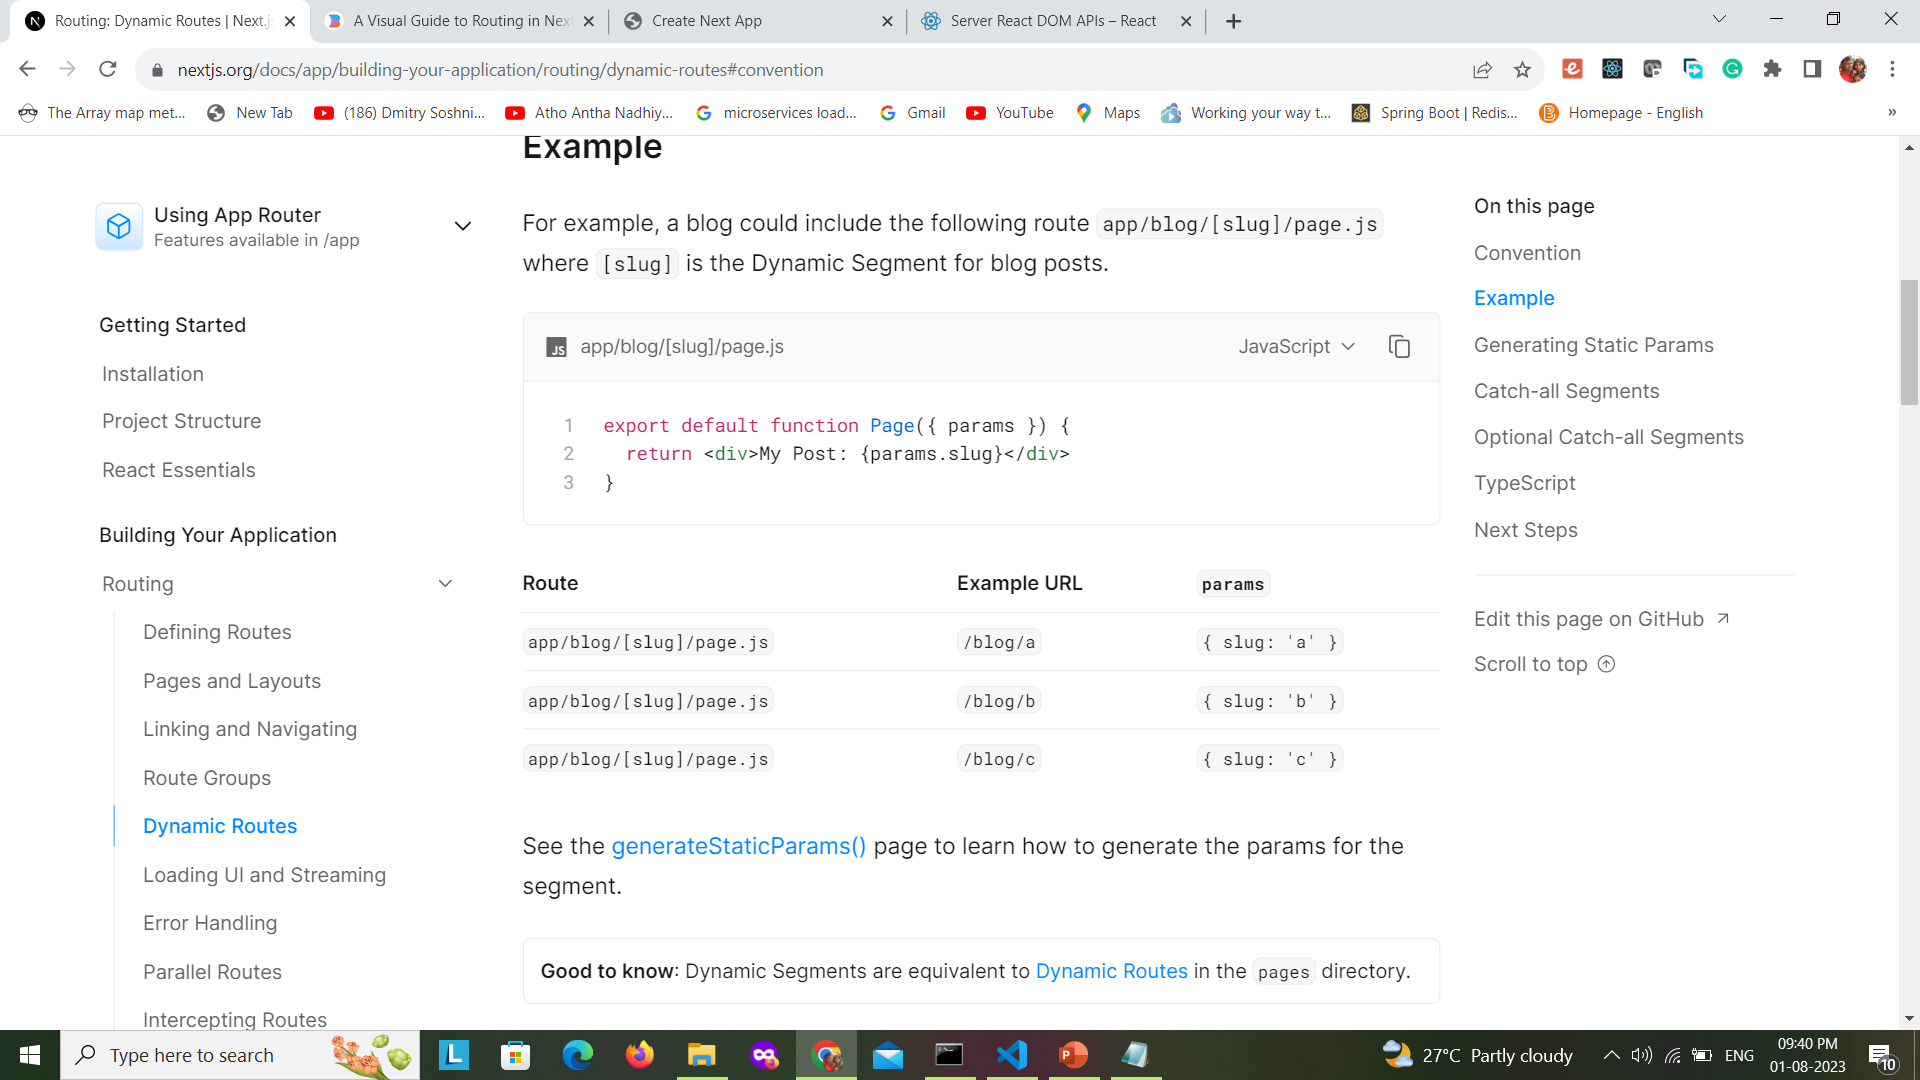 Routing: Dynamic Routes | Next.js
A Visual Guide to Routing in Nex
Create Next App
Server React DOM APIs – React
nextjs.org/docs/app/building-your-application/routing/dynamic-routes#convention
The Array map met...
New Tab
(186) Dmitry Soshni...
Atho Antha Nadhiy...
microservices load...
Gmail
YouTube
Maps
Working your way t...
Spring Boot | Redis...
Homepage - English
»
Using App Router
Features available in /app
Getting Started
Installation
Project Structure
React Essentials
Building Your Application
Routing
Defining Routes
Pages and Layouts
Linking and Navigating
Route Groups
Dynamic Routes
Loading UI and Streaming
Error Handling
Parallel Routes
Intercepting Routes
Example
For example, a blog could include the following route app/blog/[slug]/page.js
where [slug] is the Dynamic Segment for blog posts.
JS app/blog/[slug]/page.js JavaScript
1 export default function Page({ params }) {
2 return <div>My Post: {params.slug}</div>
3 }
Route Example URL params
app/blog/[slug]/page.js /blog/a { slug: 'a' }
app/blog/[slug]/page.js /blog/b { slug: 'b' }
app/blog/[slug]/page.js /blog/c { slug: 'c' }
See the generateStaticParams() page to learn how to generate the params for the
segment.
Good to know: Dynamic Segments are equivalent to Dynamic Routes in the pages directory.
On this page
Convention
Example
Generating Static Params
Catch-all Segments
Optional Catch-all Segments
TypeScript
Next Steps
Edit this page on GitHub
Scroll to top
Type here to search
27°C Partly cloudy
ENG
09:40 PM
01-08-2023
10